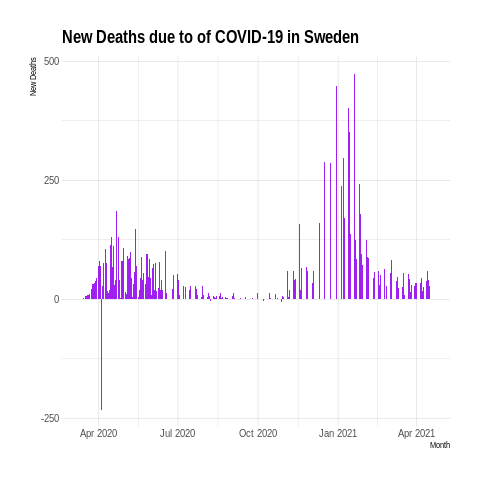 New Deaths due to of COVID-19 in Sweden
New Deaths
500
250
0
-250
Apr 2020
Jul 2020
Oct 2020
Jan 2021
Apr 2021
Month